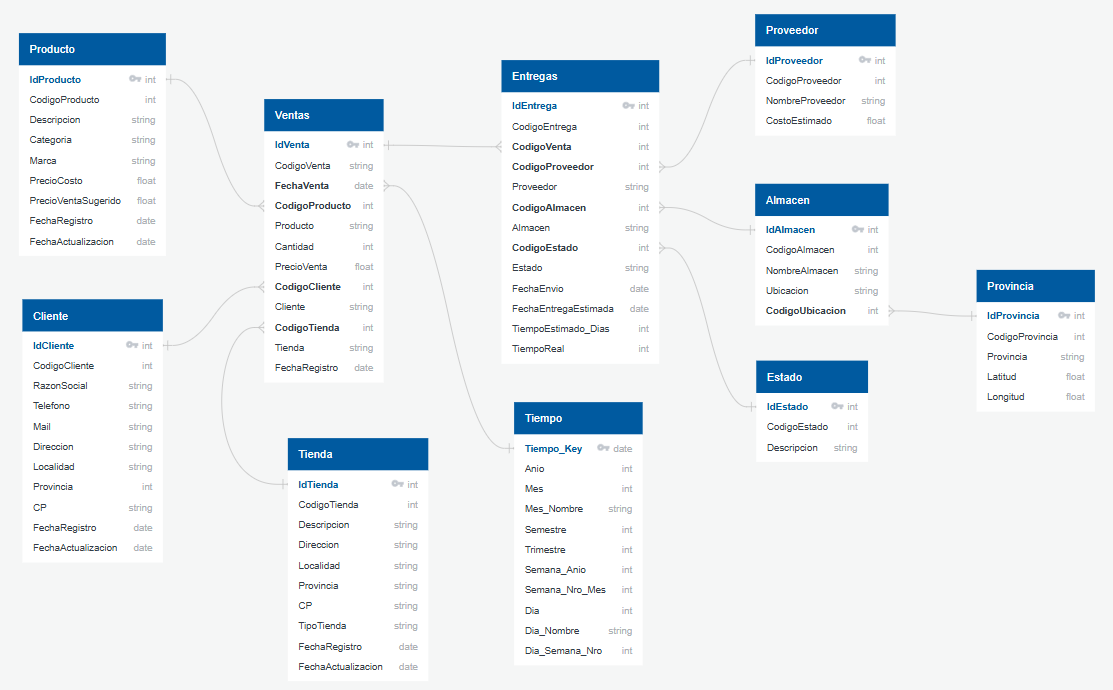 Producto
IdProducto int
CodigoProducto int
Descripcion string
Categoria string
Marca string
PrecioCosto float
PrecioVentaSugerido float
FechaRegistro date
FechaActualizacion date
Cliente
IdCliente int
CodigoCliente int
RazonSocial string
Telefono string
Mail string
Direccion string
Localidad string
Provincia int
CP string
FechaRegistro date
FechaActualizacion date
Ventas
IdVenta int
CodigoVenta string
FechaVenta date
CodigoProducto int
Producto string
Cantidad int
PrecioVenta float
CodigoCliente int
Cliente string
CodigoTienda int
Tienda string
FechaRegistro date
Tienda
IdTienda int
CodigoTienda int
Descripcion string
Direccion string
Localidad string
Provincia string
CP string
TipoTienda string
FechaRegistro date
FechaActualizacion date
Entregas
IdEntrega int
CodigoEntrega int
CodigoVenta int
CodigoProveedor int
Proveedor string
CodigoAlmacen int
Almacen string
CodigoEstado int
Estado string
FechaEnvio date
FechaEntregaEstimada date
TiempoEstimado_Dias int
TiempoReal int
Tiempo
Tiempo_Key date
Anio int
Mes int
Mes_Nombre string
Semestre int
Trimestre int
Semana_Anio int
Semana_Nro_Mes int
Dia int
Dia_Nombre string
Dia_Semana_Nro int
Proveedor
IdProveedor int
CodigoProveedor int
NombreProveedor string
CostoEstimado float
Almacen
IdAlmacen int
CodigoAlmacen int
NombreAlmacen string
Ubicacion string
CodigoUbicacion int
Estado
IdEstado int
CodigoEstado int
Descripcion string
Provincia
IdProvincia int
CodigoProvincia int
Provincia string
Latitud float
Longitud float